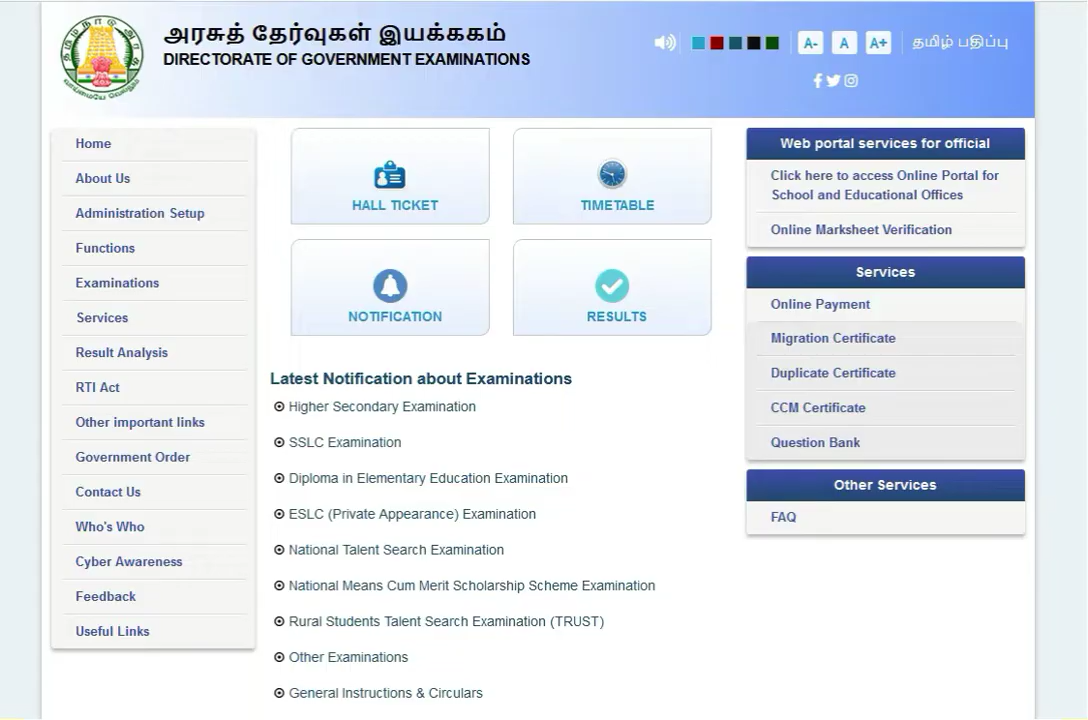 அரசுத் தேர்வுகள் இயக்ககம்
DIRECTORATE OF GOVERNMENT EXAMINATIONS
A-
A
A+
தமிழ் பதிப்பு
Home
About Us
Administration Setup
Functions
Examinations
Services
Result Analysis
RTI Act
Other important links
Government Order
Contact Us
Who's Who
Cyber Awareness
Feedback
Useful Links
HALL TICKET
TIMETABLE
NOTIFICATION
RESULTS
Latest Notification about Examinations
Higher Secondary Examination
SSLC Examination
Diploma in Elementary Education Examination
ESLC (Private Appearance) Examination
National Talent Search Examination
National Means Cum Merit Scholarship Scheme Examination
Rural Students Talent Search Examination (TRUST)
Other Examinations
General Instructions & Circulars
Web portal services for official
Click here to access Online Portal for
School and Educational Offices
Online Marksheet Verification
Services
Online Payment
Migration Certificate
Duplicate Certificate
CCM Certificate
Question Bank
Other Services
FAQ